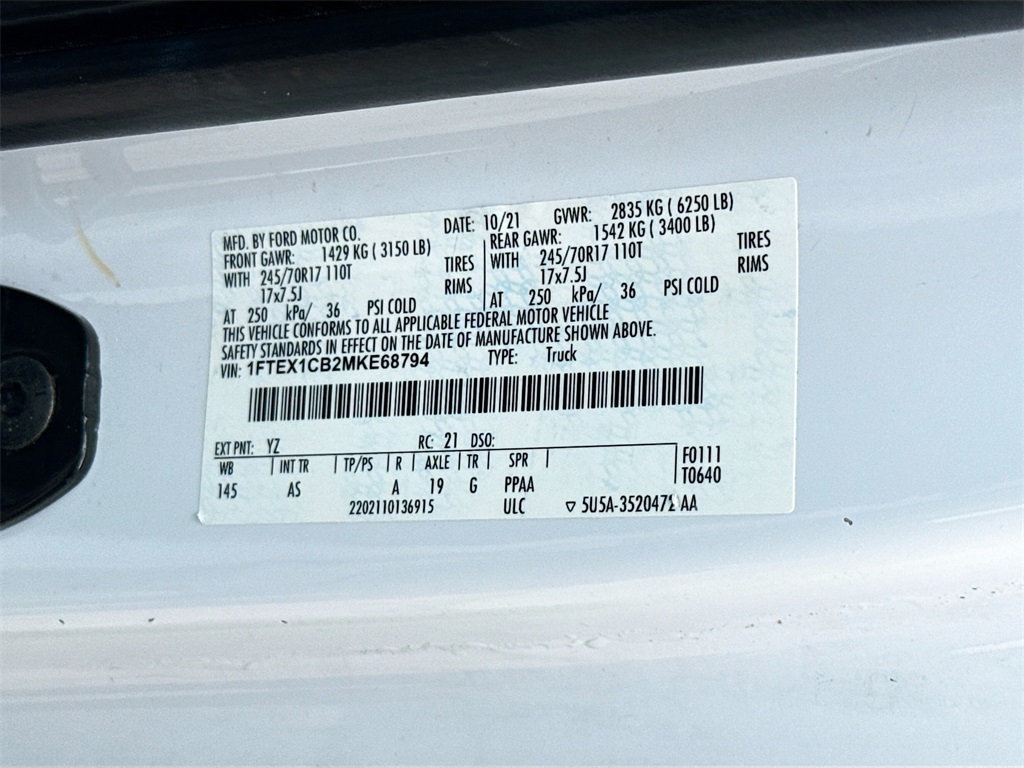 MFD. BY FORD MOTOR CO. DATE: 10/21 GVWR: 2835 KG ( 6250 LB)
FRONT GAWR: 1429 KG ( 3150 LB) REAR GAWR: 1542 KG ( 3400 LB)
WITH 245/70R17 110T TIRES WITH 245/70R17 110T TIRES
17x7.5J RIMS 17x7.5J RIMS
AT 250 kPa/ 36 PSI COLD AT 250 kPa/ 36 PSI COLD
THIS VEHICLE CONFORMS TO ALL APPLICABLE FEDERAL MOTOR VEHICLE
SAFETY STANDARDS IN EFFECT ON THE DATE OF MANUFACTURE SHOWN ABOVE.
VIN: 1FTEX1CB2MKE68794 TYPE: Truck
EXT PNT: YZ RC: 21 DSO:
WB INT TR TP/PS R AXLE TR SPR F0111
145 AS A 19 G PPAA T0640
2202110136915 ULC ▽ 5U5A-3520472 AA